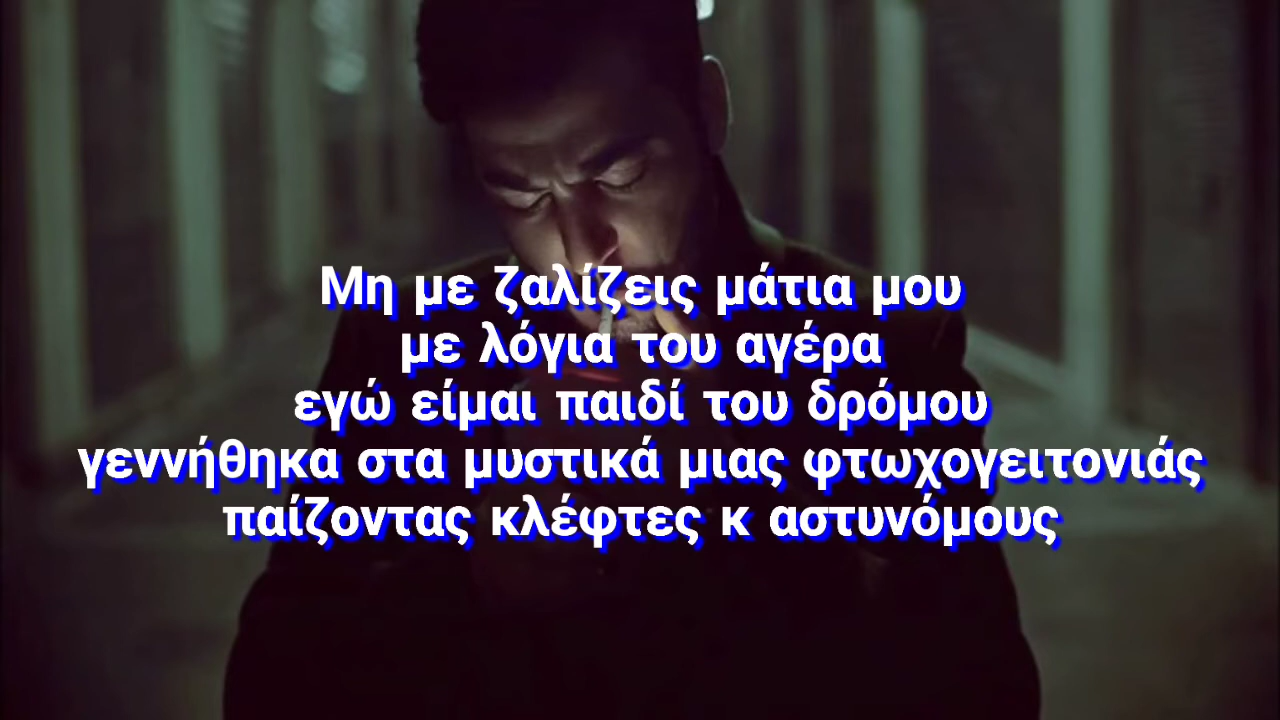 Μη με ζαλίζεις μάτια μου
με λόγια του αγέρα
εγώ είμαι παιδί του δρόμου
γεννήθηκα στα μυστικά μιας φτωχογειτονιάς
παίζοντας κλέφτες κ αστυνόμους